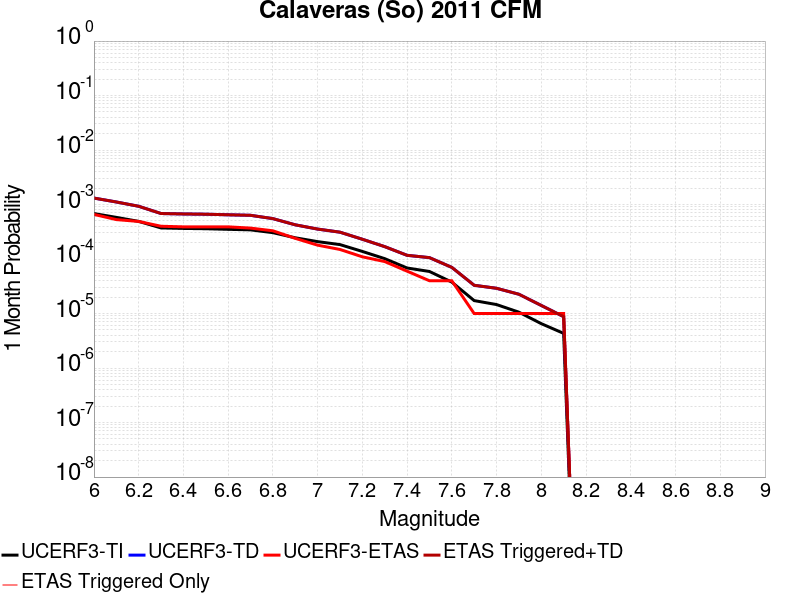 Calaveras (So) 2011 CFM
1 Month Probability
10^0
10^-1
10^-2
10^-3
10^-4
10^-5
10^-6
10^-7
10^-8
6 6.2 6.4 6.6 6.8 7 7.2 7.4 7.6 7.8 8 8.2 8.4 8.6 8.8 9
Magnitude
UCERF3-TI UCERF3-TD UCERF3-ETAS ETAS Triggered+TD
ETAS Triggered Only